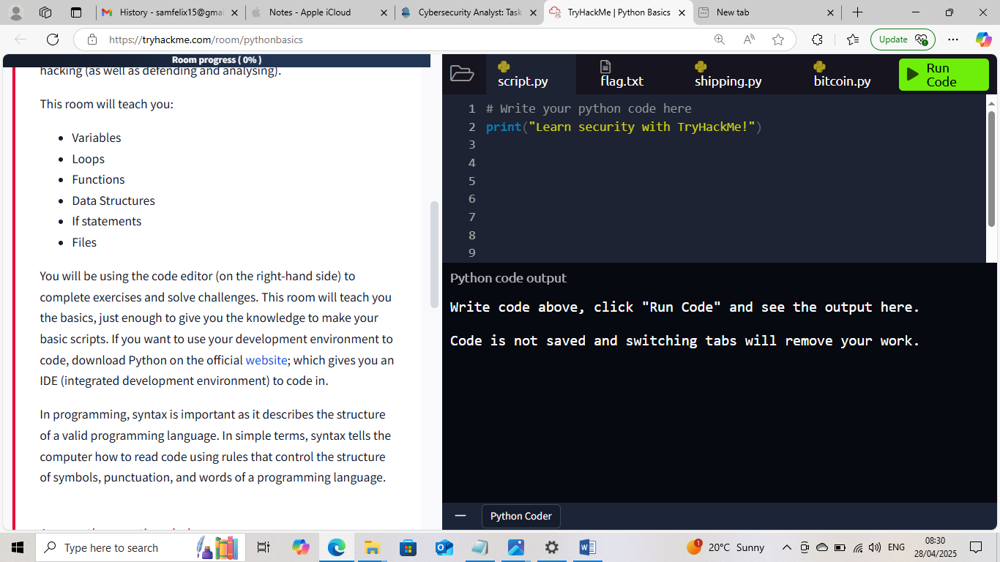 History - samfelix15@gmai
Notes - Apple iCloud
Cybersecurity Analyst: Task
TryHackMe | Python Basics
New tab
https://tryhackme.com/room/pythonbasics
Update
Room progress ( 0% )
hacking (as well as defending and analysing).
This room will teach you:
Variables
Loops
Functions
Data Structures
If statements
Files
You will be using the code editor (on the right-hand side) to
complete exercises and solve challenges. This room will teach you
the basics, just enough to give you the knowledge to make your
basic scripts. If you want to use your development environment to
code, download Python on the official website; which gives you an
IDE (integrated development environment) to code in.
In programming, syntax is important as it describes the structure
of a valid programming language. In simple terms, syntax tells the
computer how to read code using rules that control the structure
of symbols, punctuation, and words of a programming language.
script.py
flag.txt
shipping.py
bitcoin.py
Run
Code
1 # Write your python code here
2 print("Learn security with TryHackMe!")
3
4
5
6
7
8
9
Python code output
Write code above, click "Run Code" and see the output here.
Code is not saved and switching tabs will remove your work.
Python Coder
Type here to search
1
20°C Sunny
ENG
08:30
28/04/2025